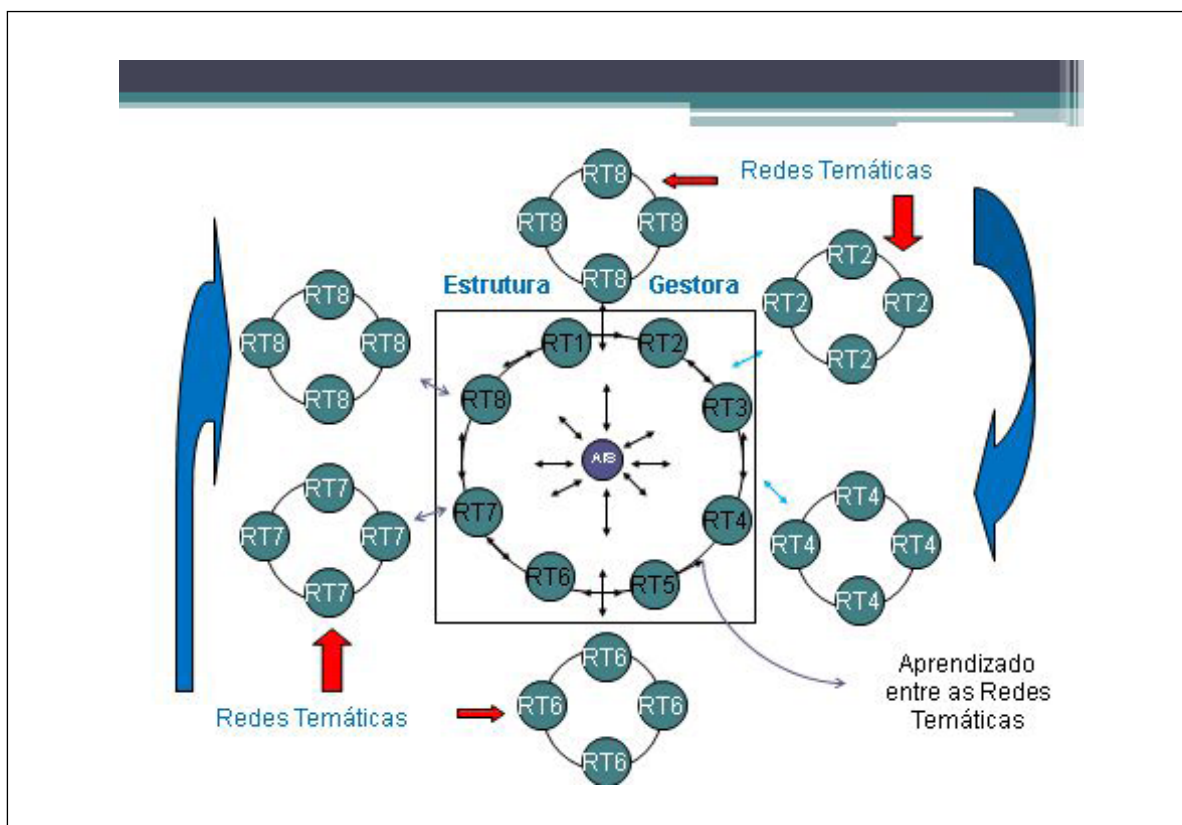 RT8
Redes Temáticas
RT8
RT8
RT8
Estrutura
Gestora
RT2
RT2
RT2
RT2
RT8
RT8
RT8
RT8
RT1
RT2
RT8
RT3
RT7
RT4
RT6
RT5
RT7
RT7
RT7
RT7
RT4
RT4
RT4
RT4
RT6
RT6
RT6
RT6
Redes Temáticas
Aprendizado
entre as Redes
Temáticas